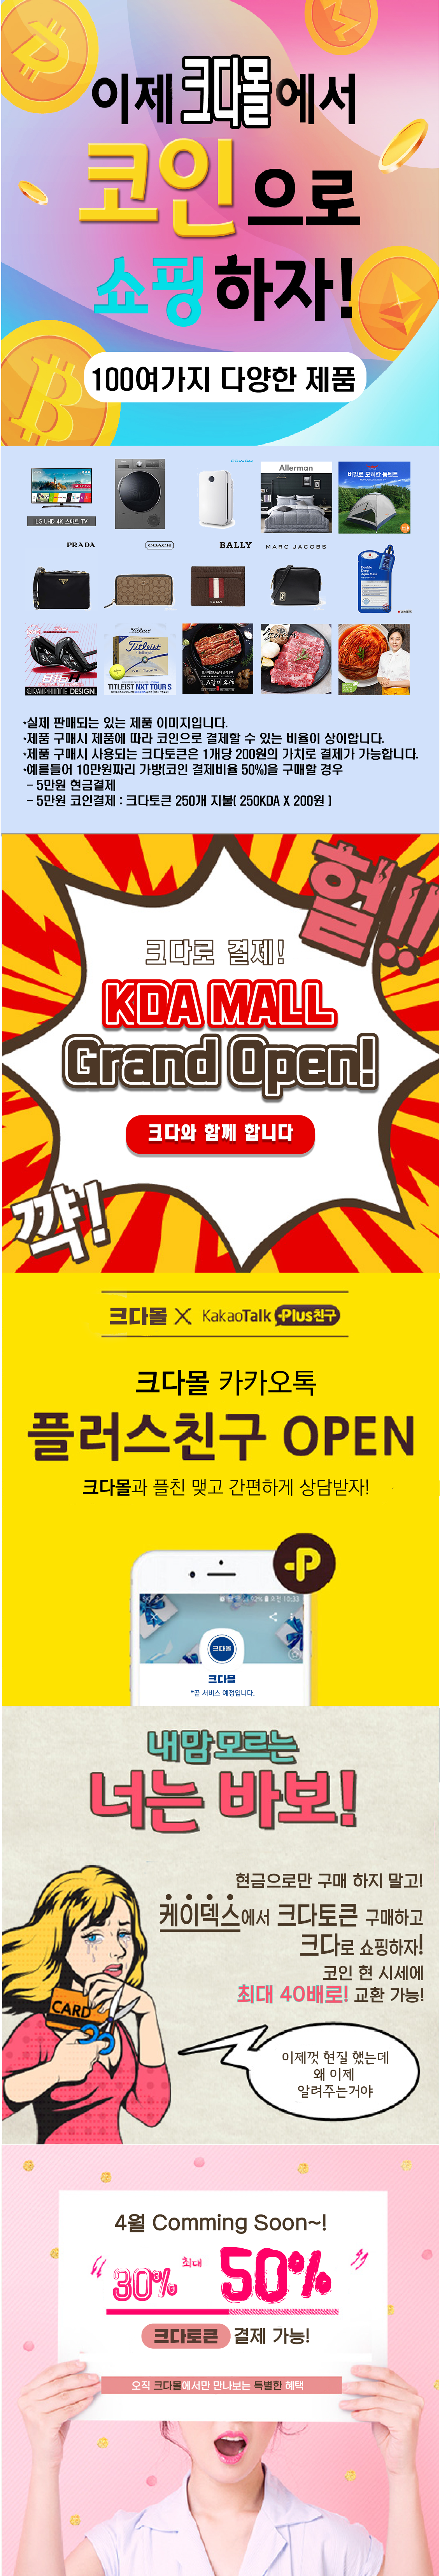 이제 크다몰에서
코인으로
쇼핑하자!
100여가지 다양한 제품
coway
Allerman
버팔로 모히칸 돔텐트
LG UHD 4K 스마트 TV
PRADA
COACH
BALLY
MARC JACOBS
BALLY
Titleist
Titleist
GRAPHITE DESIGN
TITLEIST NXT TOUR S
LA갈비 총각
•실제 판매되는 있는 제품 이미지입니다.
•제품 구매시 제품에 따라 코인으로 결제할 수 있는 비율이 상이합니다.
•제품 구매시 사용되는 크다토큰은 1개당 200원의 가치로 결제가 가능합니다.
•예를들어 10만원짜리 가방(코인 결제비율 50%)을 구매할 경우
- 5만원 현금결제
- 5만원 코인결제 : 크다토큰 250개 지불( 250KDA X 200원 )
헐!!
크다로 결제!
KDA MALL
Grand Open!
크다와 함께 합니다
꺅!
크다몰 X KakaoTalk Plus친구
크다몰 카카오톡
플러스친구 OPEN
크다몰과 플친 맺고 간편하게 상담받자!
P
오전 10:33
크다몰
크다몰
*곧 서비스 예정입니다.
내맘모르는
너는 바보!
현금으로만 구매 하지 말고!
케이덱스에서 크다토큰 구매하고
크다로 쇼핑하자!
코인 현 시세에
최대 40배로! 교환 가능!
CARD
이제껏 현질 했는데
왜 이제
알려주는거야
4월 Comming Soon~!
“ 30% 최대 50% ”
크다토큰 결제 가능!
오직 크다몰에서만 만나보는 특별한 혜택